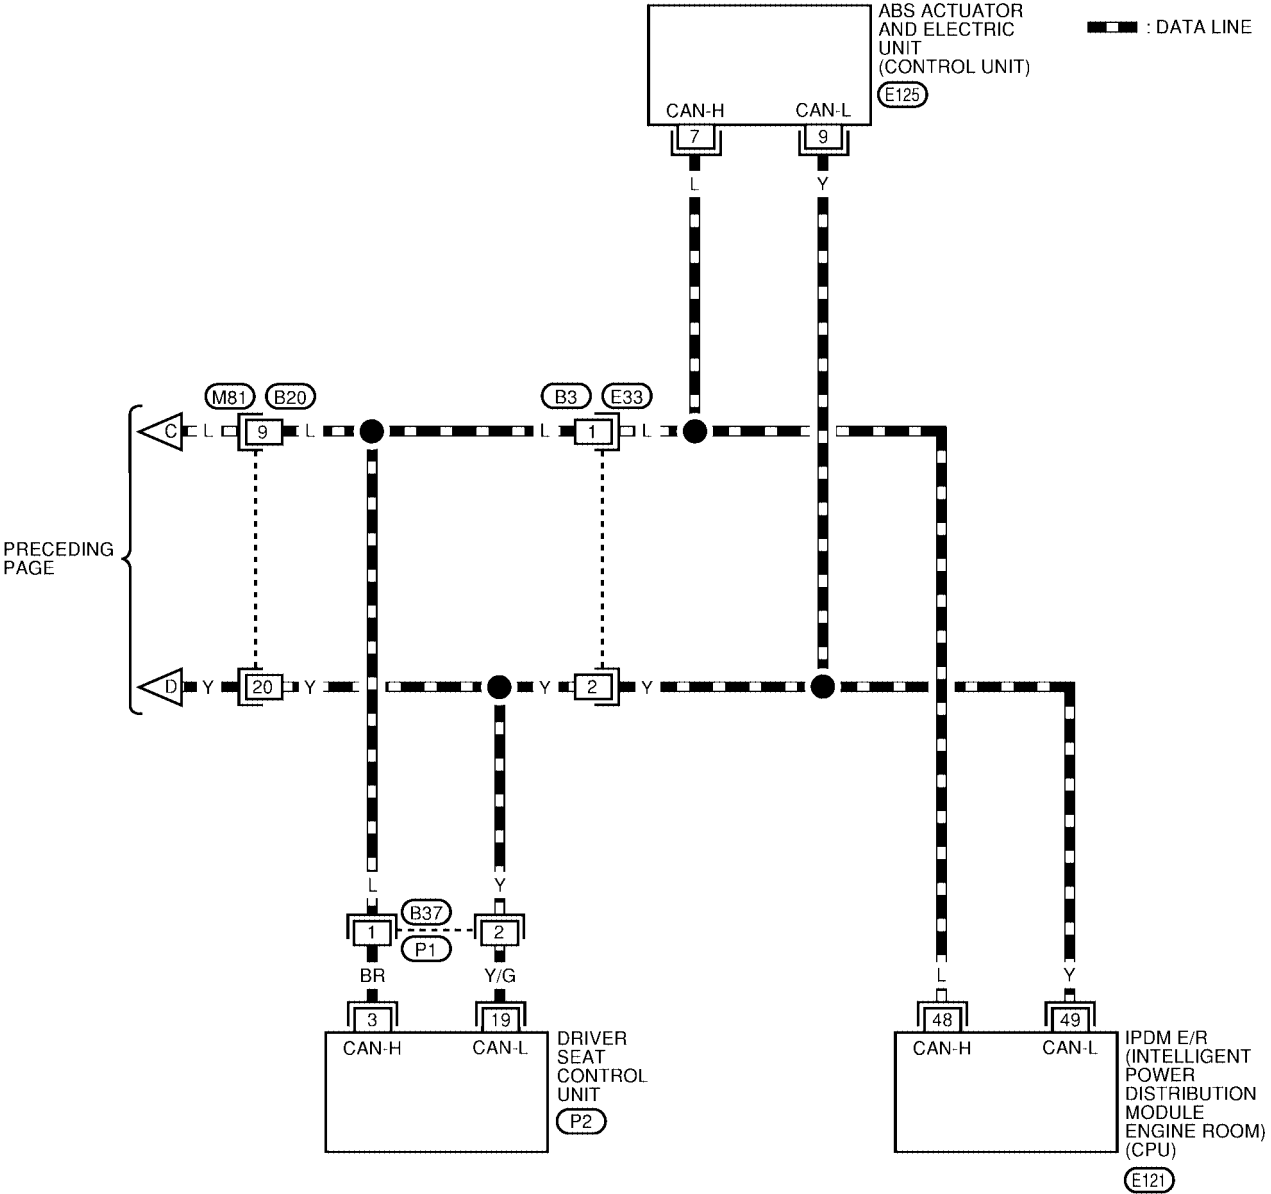 ABS ACTUATOR
AND ELECTRIC
UNIT
(CONTROL UNIT)
E125
: DATA LINE
CAN-H CAN-L
7 9
L Y
M81 B20 B3 E33
C L 9 L L 1 L
PRECEDING
PAGE
D Y 20 Y Y 2 Y
L Y
B37
1 2
P1
BR Y/G L Y
3 19 48 49
CAN-H CAN-L CAN-H CAN-L
DRIVER
SEAT
CONTROL
UNIT
P2
IPDM E/R
(INTELLIGENT
POWER
DISTRIBUTION
MODULE
ENGINE ROOM)
(CPU)
E121